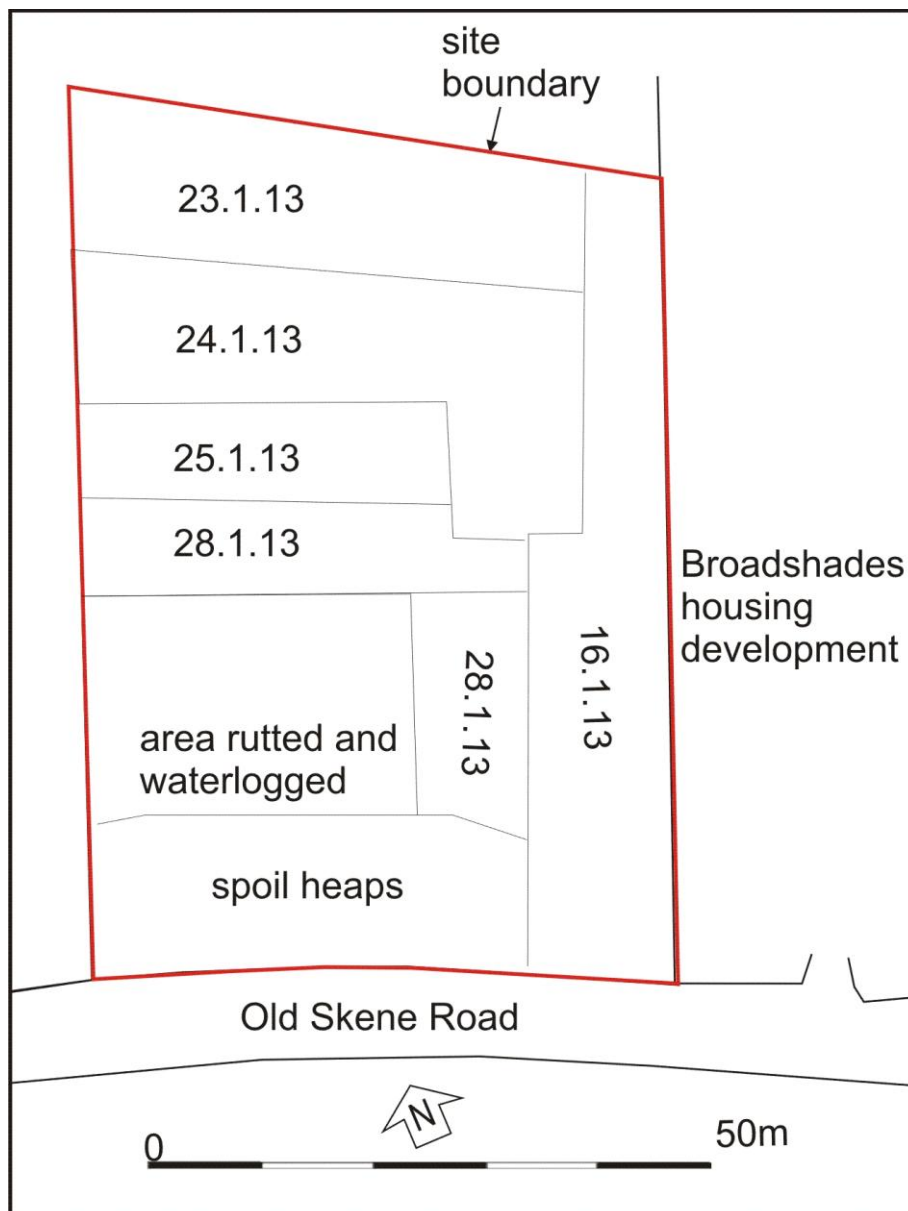 site
boundary
23.1.13
24.1.13
25.1.13
28.1.13
Broadshades
housing
development
16.1.13
28.1.13
area rutted and
waterlogged
spoil heaps
Old Skene Road
N
0
50m